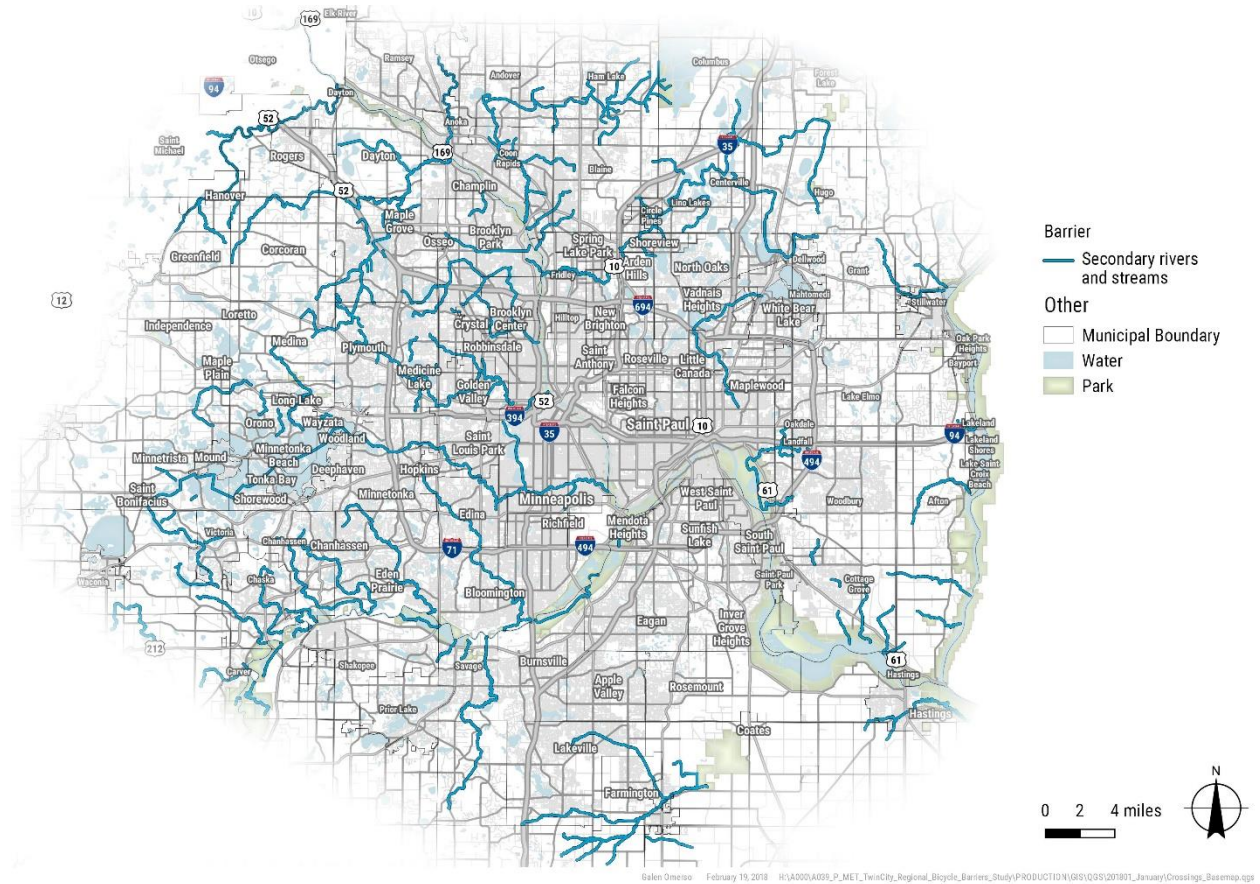 Elk River
169
10
Otsego
Ramsey
Andover
Ham Lake
Columbus
Forest
Lake
94
Dayton
52
Anoka
Saint
Michael
Rogers
Dayton
169
Coon
Rapids
Blaine
35
Hanover
52
Champlin
Centerville
Hugo
Maple
Grove
Circle
Pines
Lino Lakes
Osseo
Brooklyn
Park
Spring
Lake Park
Shoreview
Greenfield
Corcoran
10
Arden
Hills
North Oaks
Dellwood
Grant
Fridley
12
Mahtomedi
Stillwater
Loretto
Independence
Brooklyn
Center
Crystal
Hilltop
New
Brighton
694
Vadnais
Heights
White Bear
Lake
Medina
Plymouth
Robbinsdale
Saint
Anthony
Roseville
Little
Canada
Oak Park
Heights
Bayport
Maple
Plain
Medicine
Lake
Golden
Valley
Falcon
Heights
Maplewood
Lake Elmo
Long Lake
52
394
Orono
Wayzata
Woodland
35
Saint Paul
10
Oakdale
Landfall
94
Lakeland
Lakeland
Shores
Lake Saint
Croix
Beach
Saint
Louis Park
Minnetrista
Mound
Minnetonka
Beach
Deephaven
Hopkins
494
Tonka Bay
Saint
Bonifacius
Shorewood
Minnetonka
Minneapolis
West Saint
Paul
61
Woodbury
Afton
Edina
Richfield
Mendota
Heights
Sunfish
Lake
South
Saint Paul
Victoria
Chanhassen
Chanhassen
71
494
Waconia
Chaska
Eden
Prairie
Bloomington
Saint Paul
Park
Cottage
Grove
Inver
Grove
Heights
Eagan
212
Carver
Shakopee
Savage
Burnsville
61
Hastings
Prior Lake
Apple
Valley
Rosemount
Hastings
Coates
Lakeville
Farmington
Barrier
Secondary rivers
and streams
Other
Municipal Boundary
Water
Park
0 2 4 miles
N
Galen Omerso February 19, 2018 H:\A000\A039_P_MET_TwinCity_Regional_Bicycle_Barriers_Study\PRODUCTION\GIS\QGS\201801_January\Crossings_Basemap.qgs